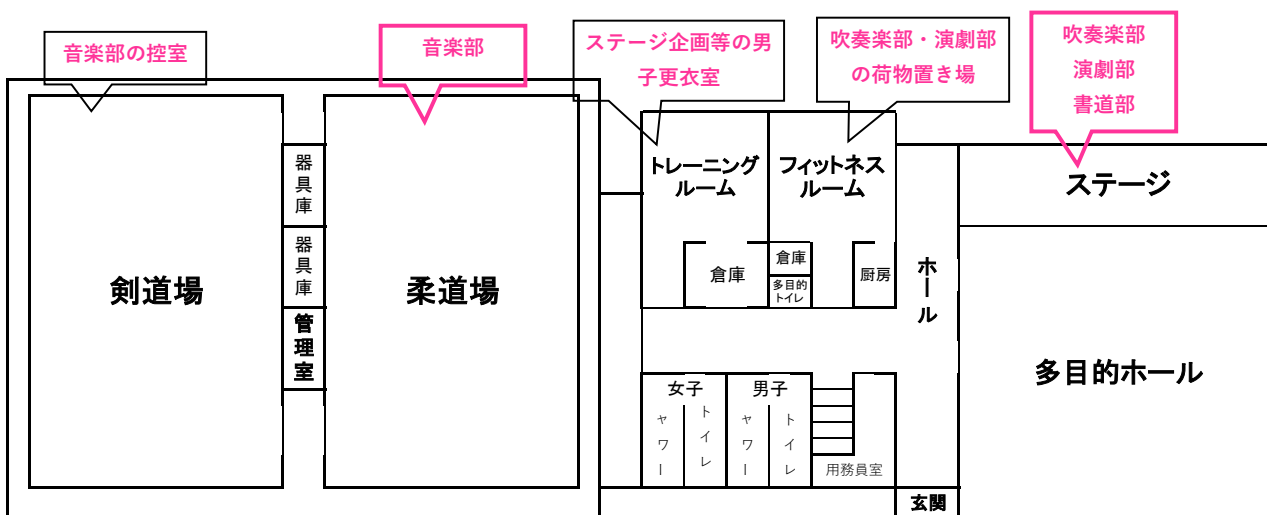 音楽部の控室
音楽部
ステージ企画等の男
子更衣室
吹奏楽部・演劇部
の荷物置き場
吹奏楽部
演劇部
書道部
器具庫
器具庫
管理室
剣道場
柔道場
トレーニング
ルーム
フィットネス
ルーム
倉庫
倉庫
多目的
トイレ
厨房
ホール
ステージ
多目的ホール
女子
ャワー
トイレ
男子
ャワー
トイレ
用務員室
玄関